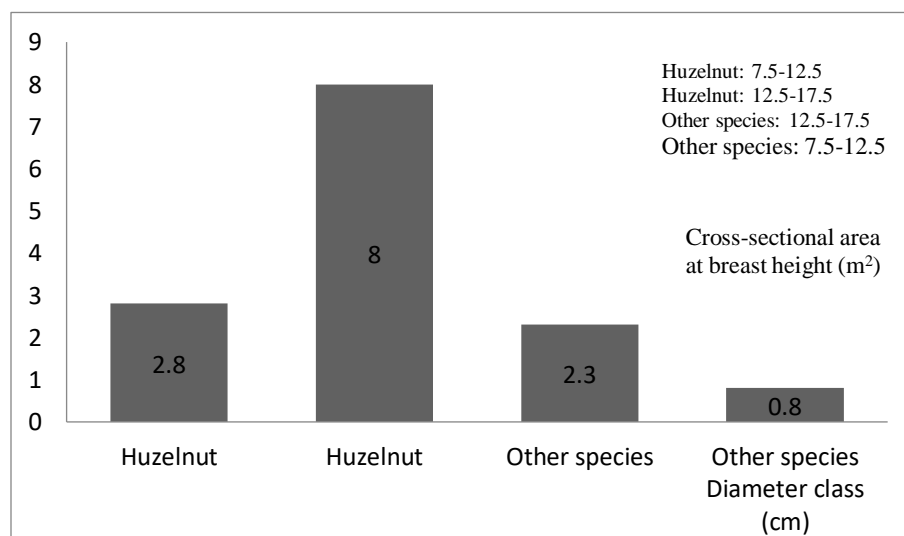 9
8
7
6
5
4
3
2
1
0
2.8
8
2.3
0.8
Huzelnut
Huzelnut
Other species
Other species
Diameter class
(cm)
Huzelnut: 7.5-12.5
Huzelnut: 12.5-17.5
Other species: 12.5-17.5
Other species: 7.5-12.5
Cross-sectional area
at breast height (m²)